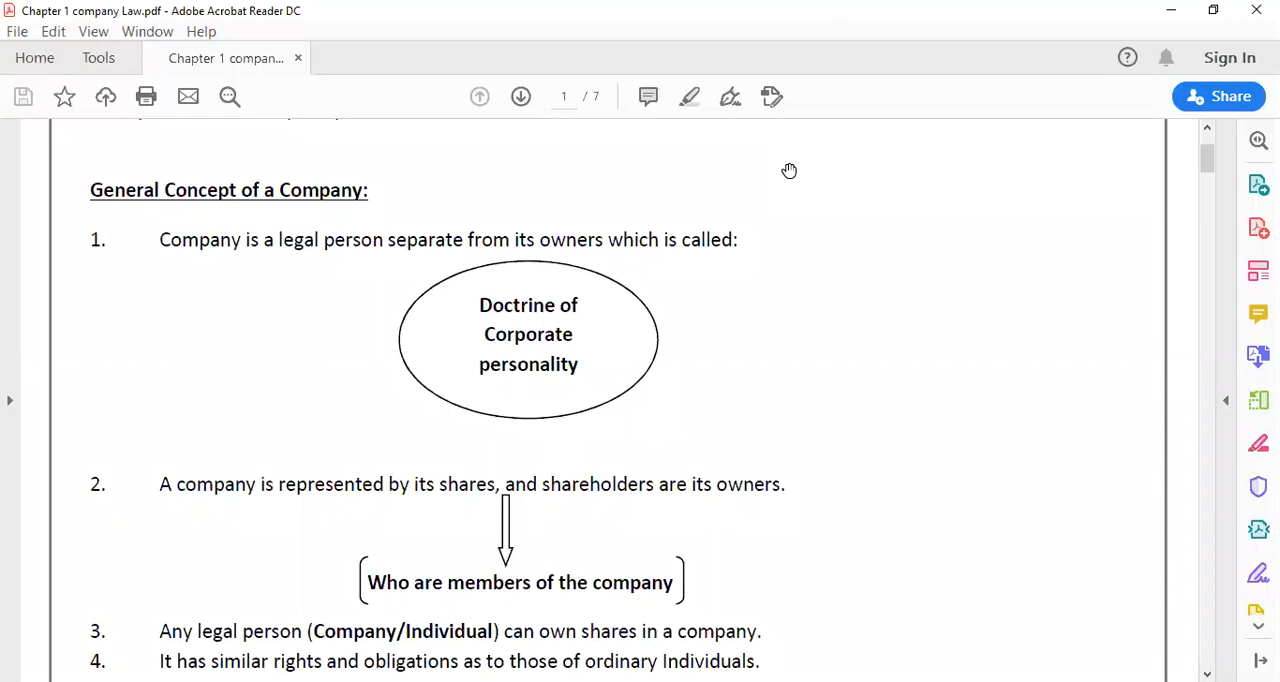 Chapter 1 company Law.pdf - Adobe Acrobat Reader DC
File Edit View Window Help
Home Tools Chapter 1 compan... × Sign In
1 / 7 Share
General Concept of a Company:
1. Company is a legal person separate from its owners which is called:
Doctrine of
Corporate
personality
2. A company is represented by its shares, and shareholders are its owners.
Who are members of the company
3. Any legal person (Company/Individual) can own shares in a company.
4. It has similar rights and obligations as to those of ordinary Individuals.